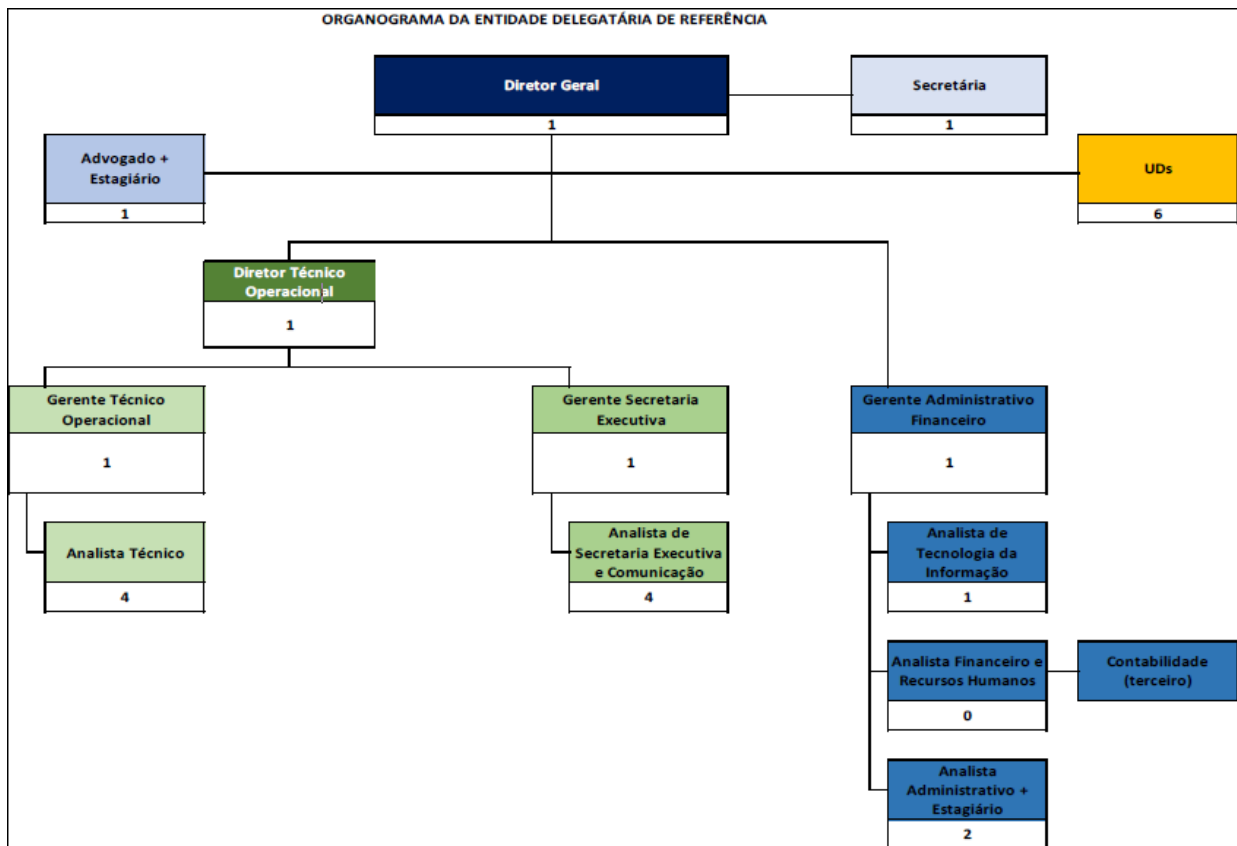 ORGANOGRAMA DA ENTIDADE DELEGATÁRIA DE REFERÊNCIA
Diretor Geral
1
Secretária
1
Advogado +
Estagiário
1
UDs
6
Diretor Técnico
Operacional
1
Gerente Técnico
Operacional
1
Gerente Secretaria
Executiva
1
Gerente Administrativo
Financeiro
1
Analista Técnico
4
Analista de
Secretaria Executiva
e Comunicação
4
Analista de
Tecnologia da
Informação
1
Analista Financeiro e
Recursos Humanos
0
Contabilidade
(terceiro)
Analista
Administrativo +
Estagiário
2